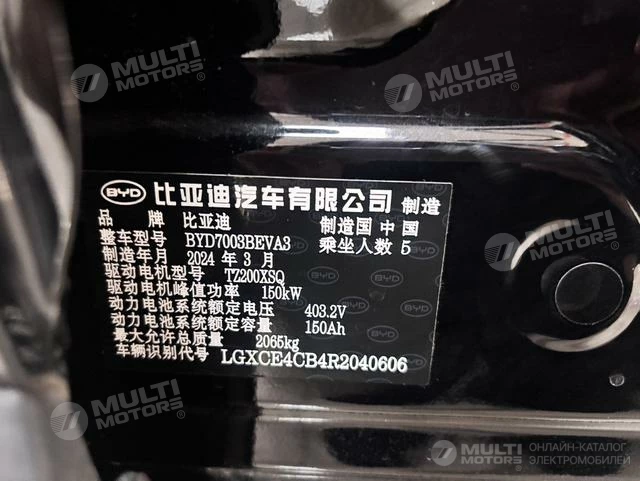 MULTI MOTORS®
MULTI MOTORS®
BYD 比亚迪汽车有限公司 制造
品牌 比亚迪 制造国 中国
整车型号 BYD7003BEVA3 乘坐人数 5
制造年月 2024 年 3 月
驱动电机型号 TZ200XSQ
驱动电机峰值功率 150kW
动力电池系统额定电压 403.2V
动力电池系统额定容量 150Ah
最大允许总质量 2065kg
车辆识别代号 LGXCE4CB4R2040606
MULTI MOTORS®
MULTI MOTORS®
MULTI MOTORS®
MULTI MOTORS® ОНЛАЙН-КАТАЛОГ ЭЛЕКТРОМОБИЛЕЙ